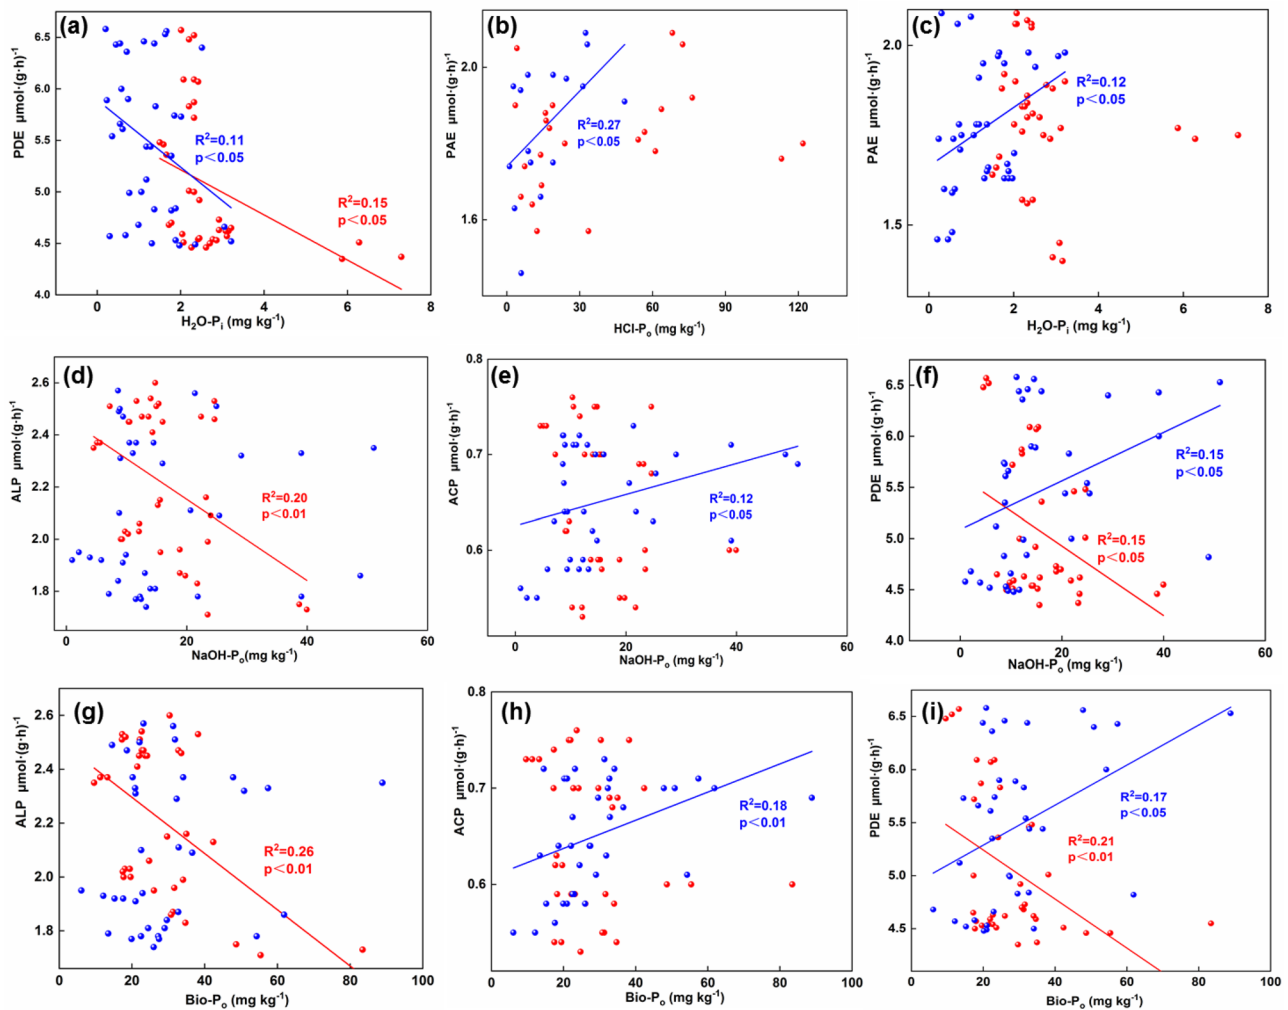 (a)
PDE μmol·(g·h)⁻¹
6.5
6.0
5.5
5.0
4.5
4.0
R²=0.11
p<0.05
R²=0.15
p<0.05
0 2 4 6 8
H₂O-Pᵢ (mg kg⁻¹)
(b)
PAE μmol·(g·h)⁻¹
2.0
1.6
R²=0.27
p<0.05
0 30 60 90 120
HCl-Pₒ (mg kg⁻¹)
(c)
PAE μmol·(g·h)⁻¹
2.0
1.5
R²=0.12
p<0.05
0 2 4 6 8
H₂O-Pᵢ (mg kg⁻¹)
(d)
ALP μmol·(g·h)⁻¹
2.6
2.4
2.2
2.0
1.8
R²=0.20
p<0.01
0 20 40 60
NaOH-Pₒ(mg kg⁻¹)
(e)
ACP μmol·(g·h)⁻¹
0.8
0.7
0.6
R²=0.12
p<0.05
0 20 40 60
NaOH-Pₒ (mg kg⁻¹)
(f)
PDE μmol·(g·h)⁻¹
6.5
6.0
5.5
5.0
4.5
4.0
R²=0.15
p<0.05
R²=0.15
p<0.05
0 20 40 60
NaOH-Pₒ (mg kg⁻¹)
(g)
ALP μmol·(g·h)⁻¹
2.6
2.4
2.2
2.0
1.8
R²=0.26
p<0.01
0 20 40 60 80 100
Bio-Pₒ (mg kg⁻¹)
(h)
ACP μmol·(g·h)⁻¹
0.8
0.7
0.6
R²=0.18
p<0.01
0 20 40 60 80 100
Bio-Pₒ (mg kg⁻¹)
(i)
PDE μmol·(g·h)⁻¹
6.5
6.0
5.5
5.0
4.5
R²=0.17
p<0.05
R²=0.21
p<0.01
0 20 40 60 80 100
Bio-Pₒ (mg kg⁻¹)